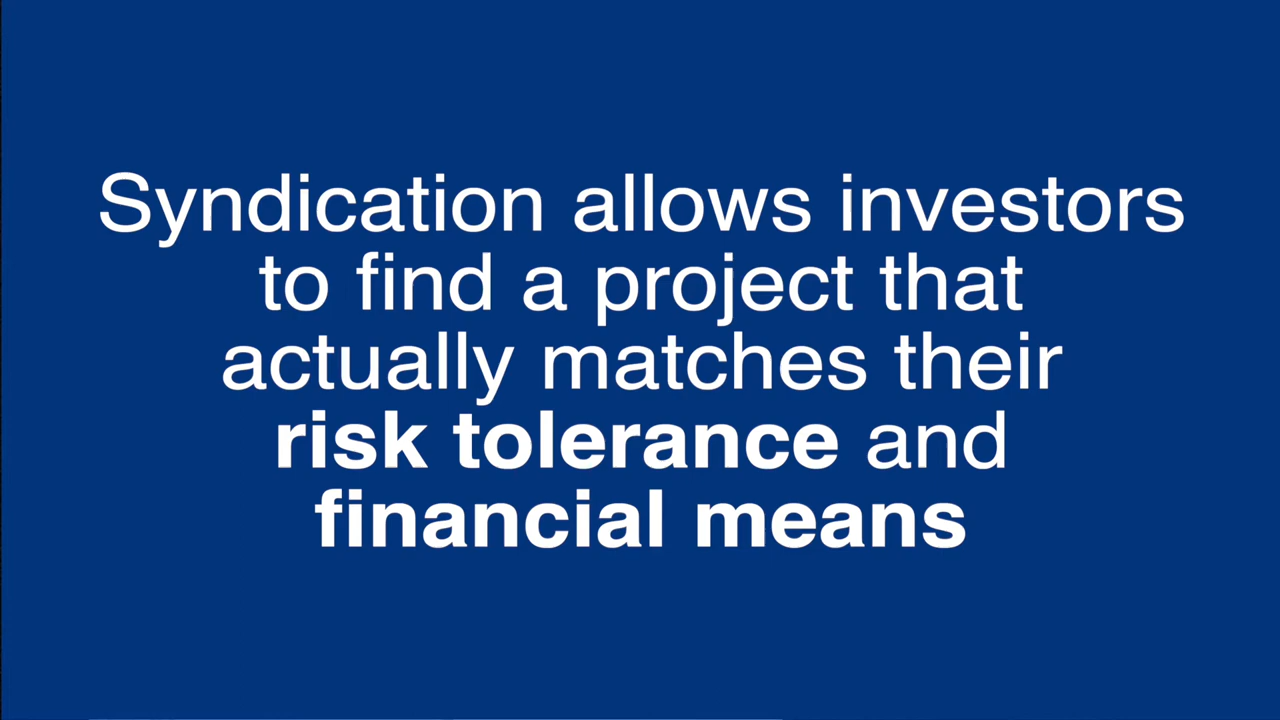 Syndication allows investors
to find a project that
actually matches their
risk tolerance and
financial means